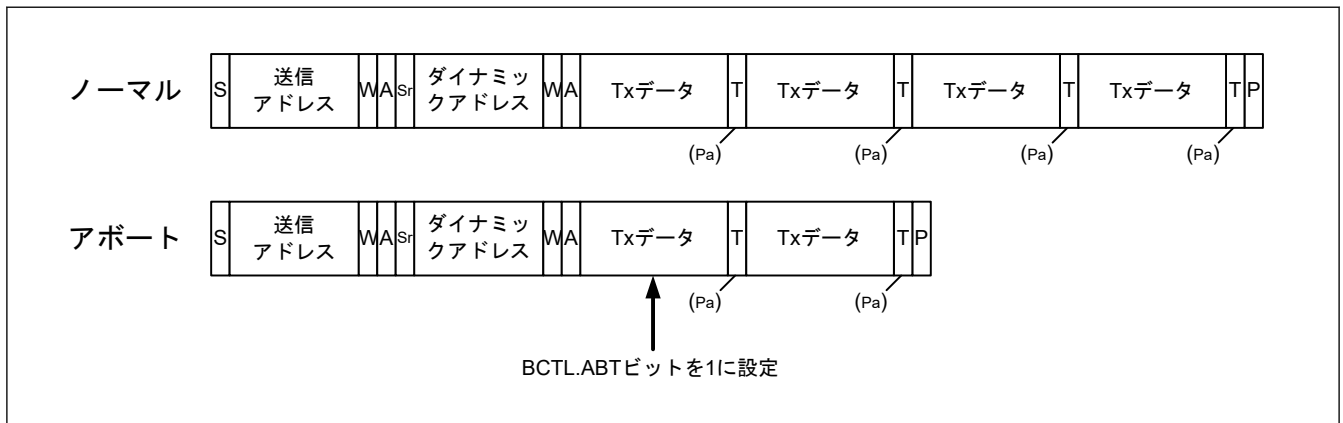 ノーマル S 送信アドレス W A Sr ダイナミックアドレス W A Txデータ T Txデータ T Txデータ T Txデータ T P
(Pa) (Pa) (Pa) (Pa)
アボート S 送信アドレス W A Sr ダイナミックアドレス W A Txデータ T Txデータ T P
(Pa) (Pa)
BCTL.ABTビットを1に設定